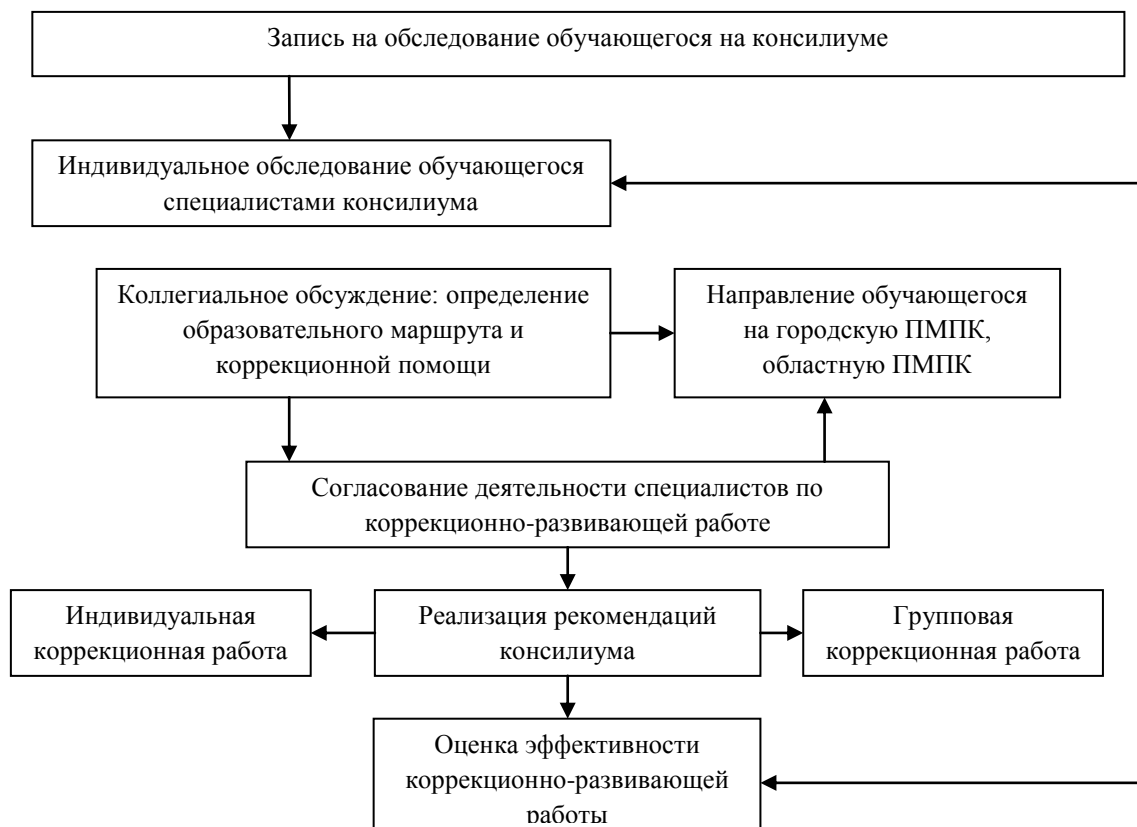 Запись на обследование обучающегося на консилиуме
Индивидуальное обследование обучающегося
специалистами консилиума
Коллегиальное обсуждение: определение
образовательного маршрута и
коррекционной помощи
Направление обучающегося
на городскую ПМПК,
областную ПМПК
Согласование деятельности специалистов по
коррекционно-развивающей работе
Индивидуальная
коррекционная работа
Реализация рекомендаций
консилиума
Групповая
коррекционная работа
Оценка эффективности
коррекционно-развивающей
работы